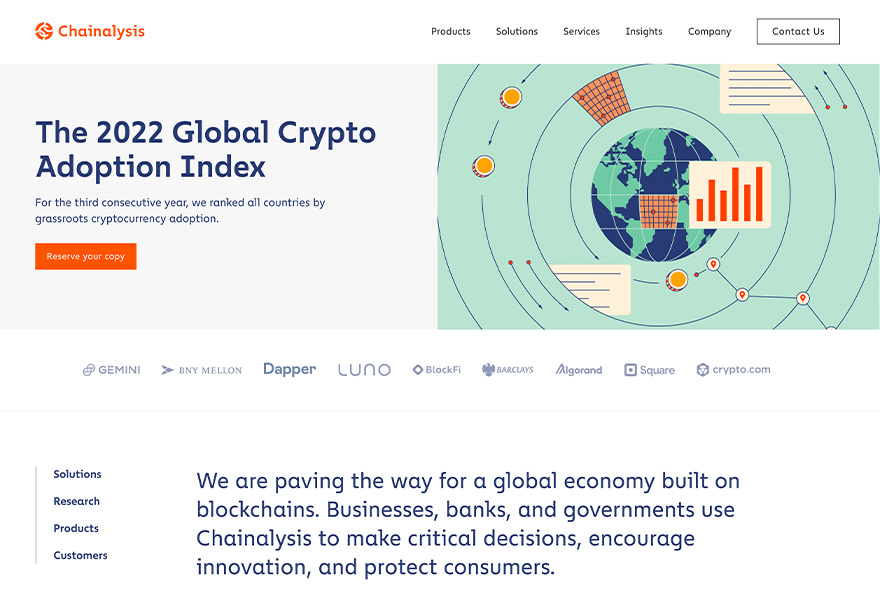 Chainalysis
Products Solutions Services Insights Company Contact Us
The 2022 Global Crypto
Adoption Index
For the third consecutive year, we ranked all countries by
grassroots cryptocurrency adoption.
Reserve your copy
GEMINI BNY MELLON Dapper LUNO BlockFi BARCLAYS Algorand Square crypto.com
Solutions
Research
Products
Customers
We are paving the way for a global economy built on
blockchains. Businesses, banks, and governments use
Chainalysis to make critical decisions, encourage
innovation, and protect consumers.